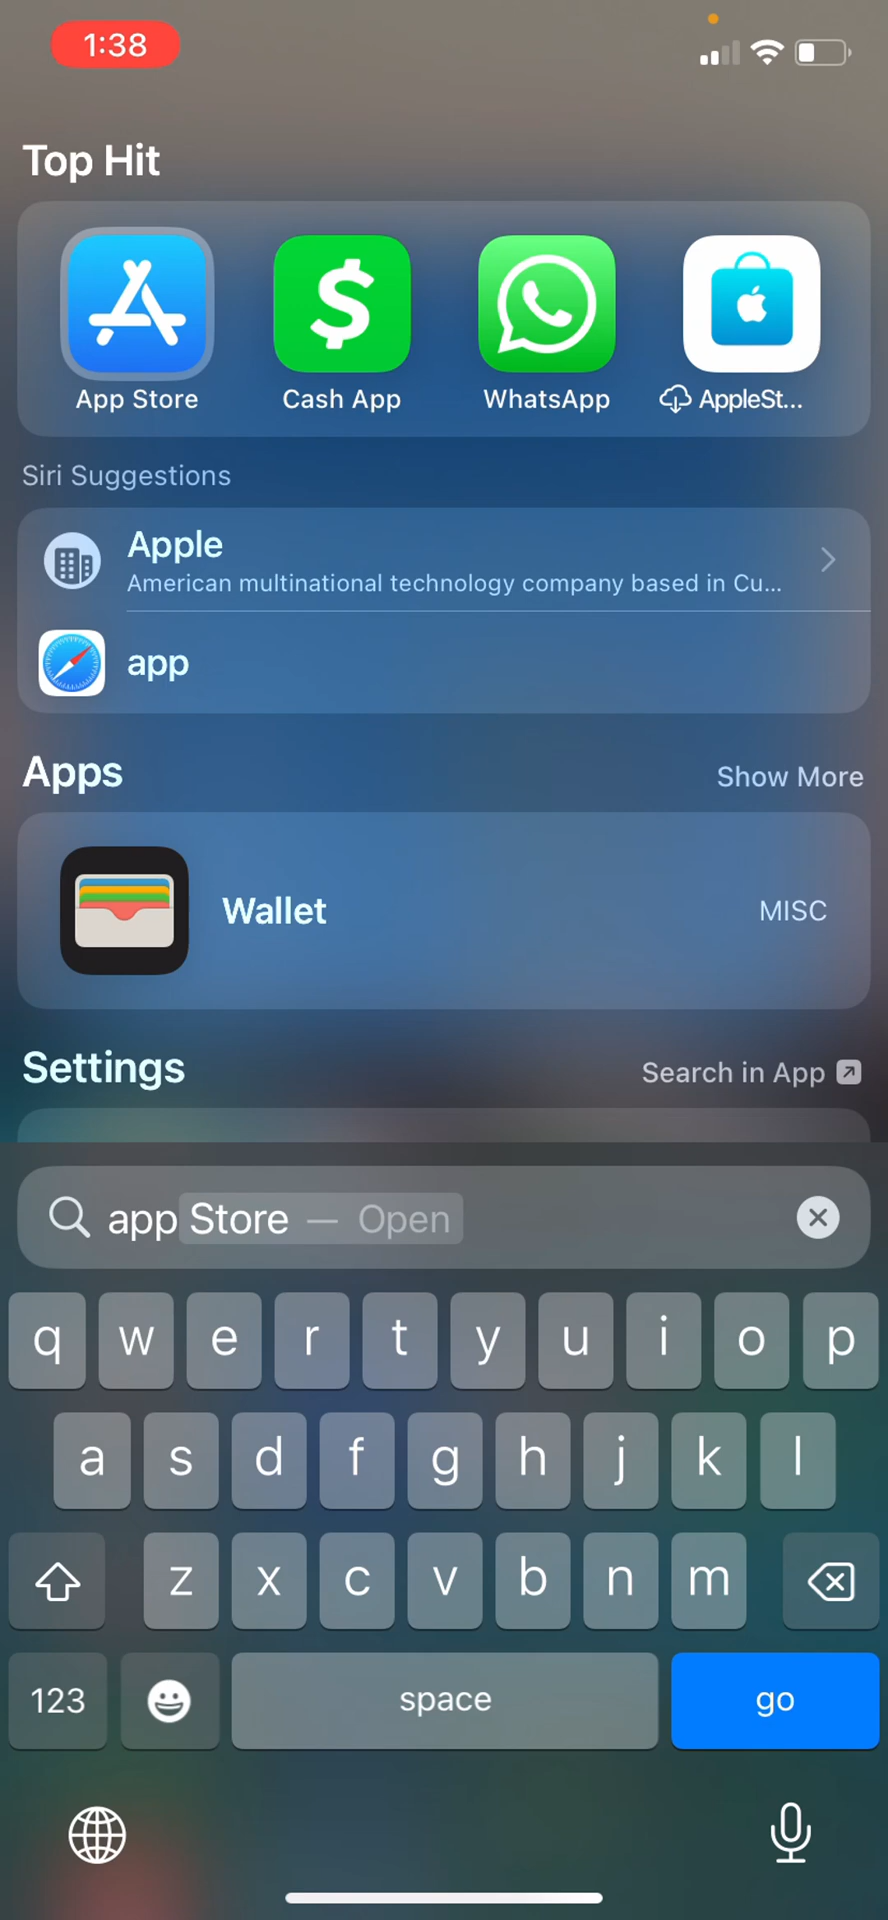 1:38
Top Hit
App Store
Cash App
WhatsApp
AppleSt...
Siri Suggestions
Apple
American multinational technology company based in Cu...
app
Apps
Show More
Wallet
MISC
Settings
Search in App
app Store — Open
q w e r t y u i o p
a s d f g h j k l
z x c v b n m
123
space
go